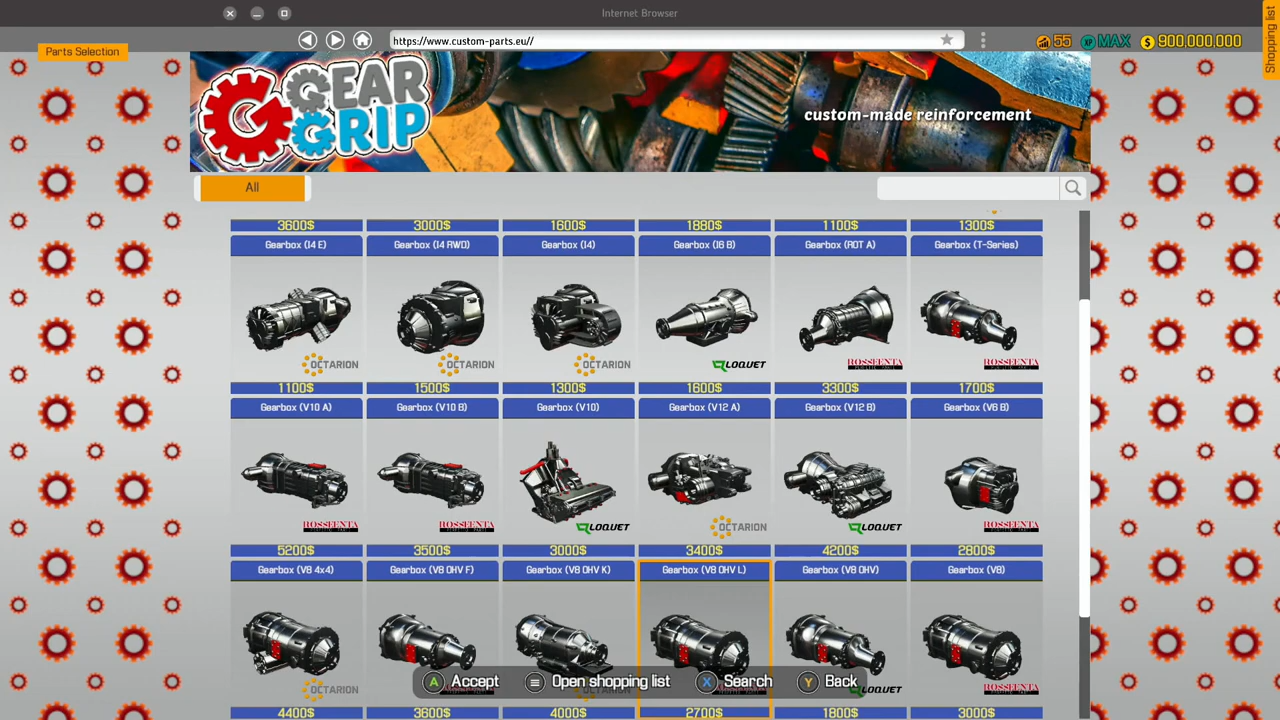 Internet Browser
https://www.custom-parts.eu//
Parts Selection
55 XP MAX $ 900,000,000
Shopping list
GEAR GRIP
custom-made reinforcement
All
3600$ 3000$ 1600$ 1880$ 1100$ 1300$
Gearbox (I4 E) Gearbox (I4 RWD) Gearbox (I4) Gearbox (I6 B) Gearbox (ROT A) Gearbox (T-Series)
OCTARION OCTARION OCTARION LOQUET ROSSFENTA ROSSFENTA
1100$ 1500$ 1300$ 1600$ 3300$ 1700$
Gearbox (V10 A) Gearbox (V10 B) Gearbox (V10) Gearbox (V12 A) Gearbox (V12 B) Gearbox (V6 B)
ROSSFENTA ROSSFENTA LOQUET OCTARION LOQUET ROSSFENTA
5200$ 3500$ 3000$ 3400$ 4200$ 2800$
Gearbox (V8 4x4) Gearbox (V8 OHV F) Gearbox (V8 OHV K) Gearbox (V8 OHV L) Gearbox (V8 OHV) Gearbox (V8)
OCTARION LOQUET ROSSFENTA
A Accept Open shopping list X Search Y Back
4400$ 3600$ 4000$ 2700$ 1800$ 3000$